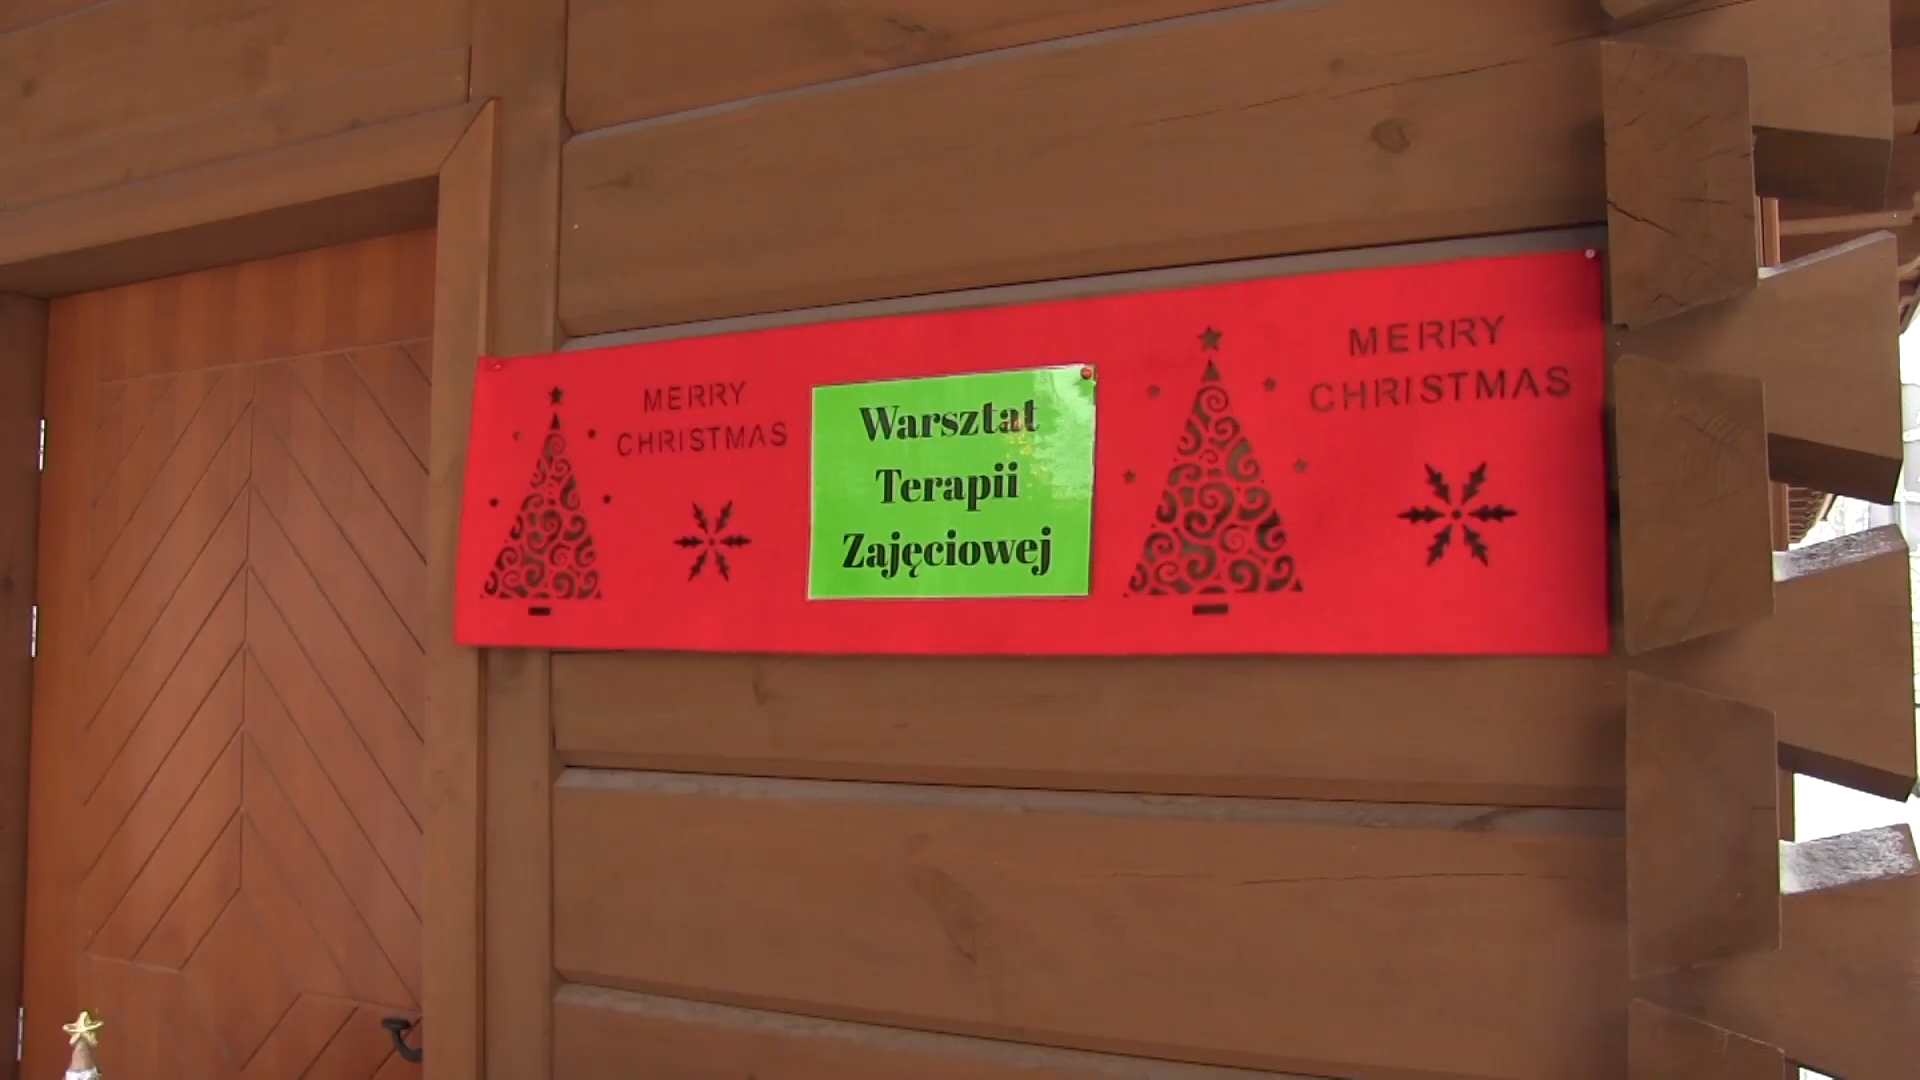 MERRY
CHRISTMAS
Warsztat
Terapii
Zajęciowej
MERRY
CHRISTMAS